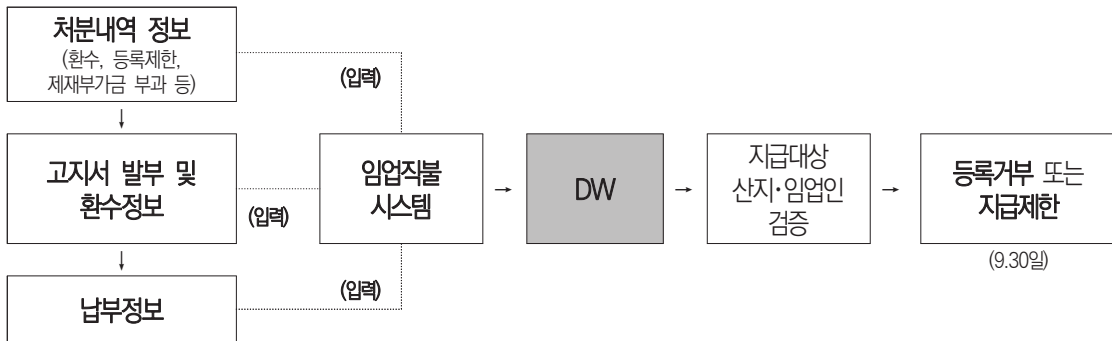 처분내역 정보
(환수, 등록제한,
제재부가금 부과 등)
(입력)
↓
고지서 발부 및
환수정보
(입력)
↓
납부정보
(입력)
임업직불
시스템
→
DW
→
지급대상
산지·임업인
검증
→
등록거부 또는
지급제한
(9.30일)